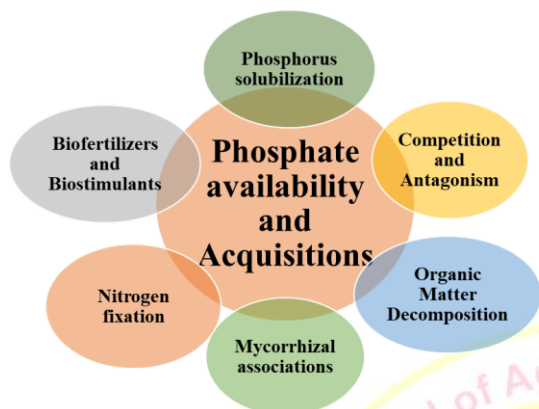 Phosphorus
solubilization
Biofertilizers
and
Biostimulants
Phosphate
availability
and
Acquisitions
Competition
and
Antagonism
Nitrogen
fixation
Organic
Matter
Decomposition
Mycorrhizal
associations
of